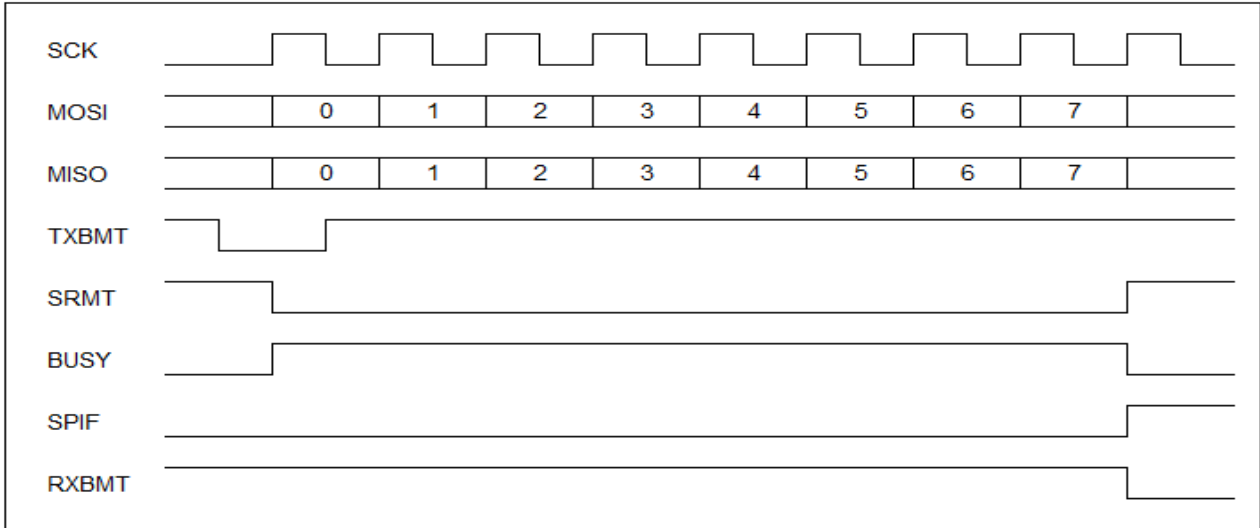 SCK
MOSI 0 1 2 3 4 5 6 7
MISO 0 1 2 3 4 5 6 7
TXBMT
SRMT
BUSY
SPIF
RXBMT